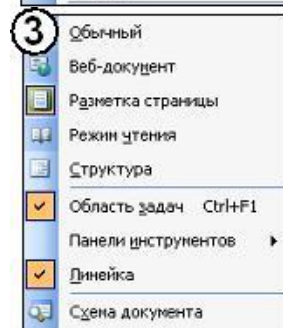 3
Обычный
Веб-документ
Разметка страницы
Режим чтения
Структура
Область задач Ctrl+F1
Панели инструментов
Линейка
Схема документа